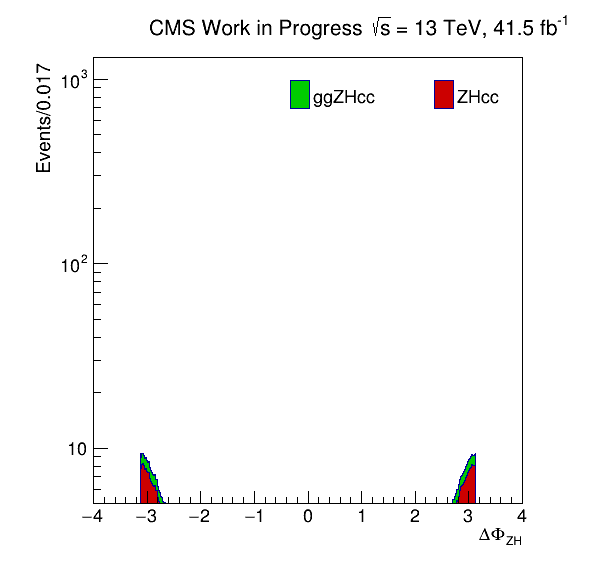 CMS Work in Progress √s = 13 TeV, 41.5 fb⁻¹
Events/0.017
ggZHcc ZHcc
10³
10²
10
−4 −3 −2 −1 0 1 2 3 4
ΔΦ_ZH